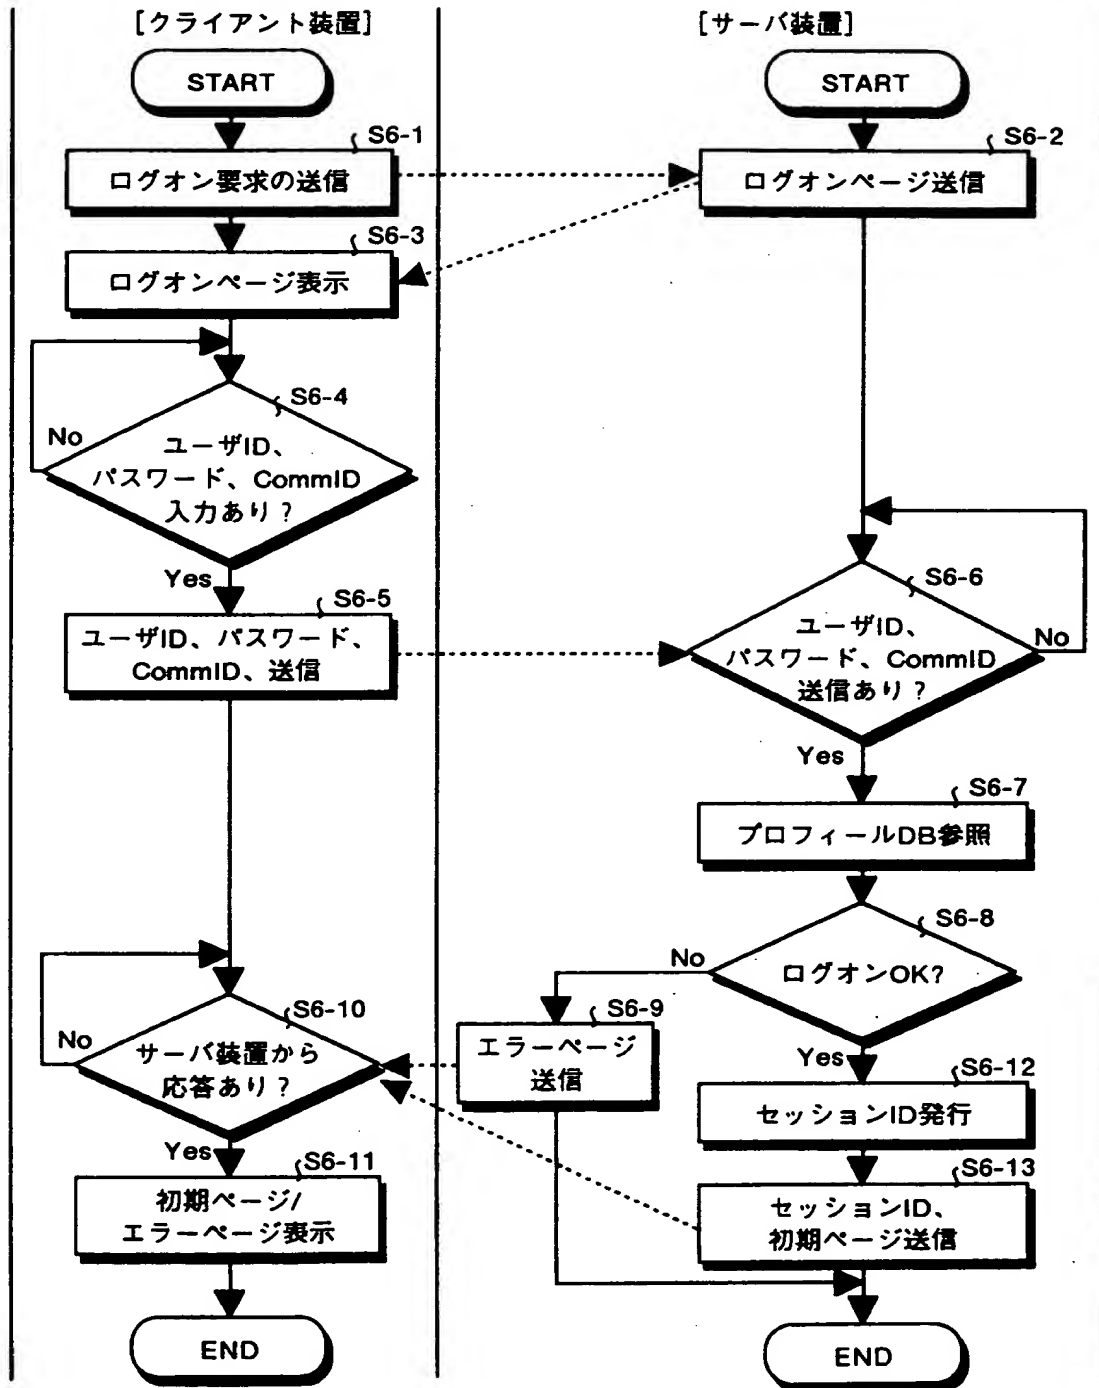 [クライアント装置]
START
S6-1
ログオン要求の送信
S6-3
ログオンページ表示
S6-4
No
ユーザID、
パスワード、CommID
入力あり？
Yes
S6-5
ユーザID、パスワード、
CommID、送信
S6-10
No
サーバ装置から
応答あり？
Yes
S6-11
初期ページ/
エラーページ表示
END
[サーバ装置]
START
S6-2
ログオンページ送信
S6-6
ユーザID、
No
パスワード、CommID
送信あり？
Yes
S6-7
プロフィールDB参照
S6-8
No
ログオンOK?
S6-9
エラーページ
送信
Yes
S6-12
セッションID発行
S6-13
セッションID、
初期ページ送信
END